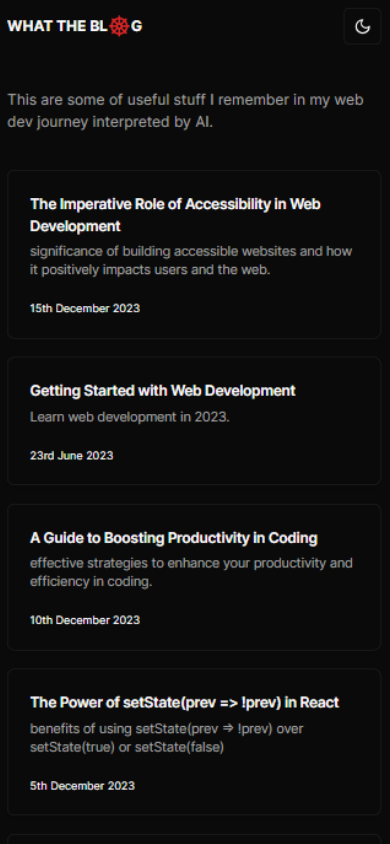 WHAT THE BL G
This are some of useful stuff I remember in my web
dev journey interpreted by AI.
The Imperative Role of Accessibility in Web
Development
significance of building accessible websites and how
it positively impacts users and the web.
15th December 2023
Getting Started with Web Development
Learn web development in 2023.
23rd June 2023
A Guide to Boosting Productivity in Coding
effective strategies to enhance your productivity and
efficiency in coding.
10th December 2023
The Power of setState(prev => !prev) in React
benefits of using setState(prev => !prev) over
setState(true) or setState(false)
5th December 2023